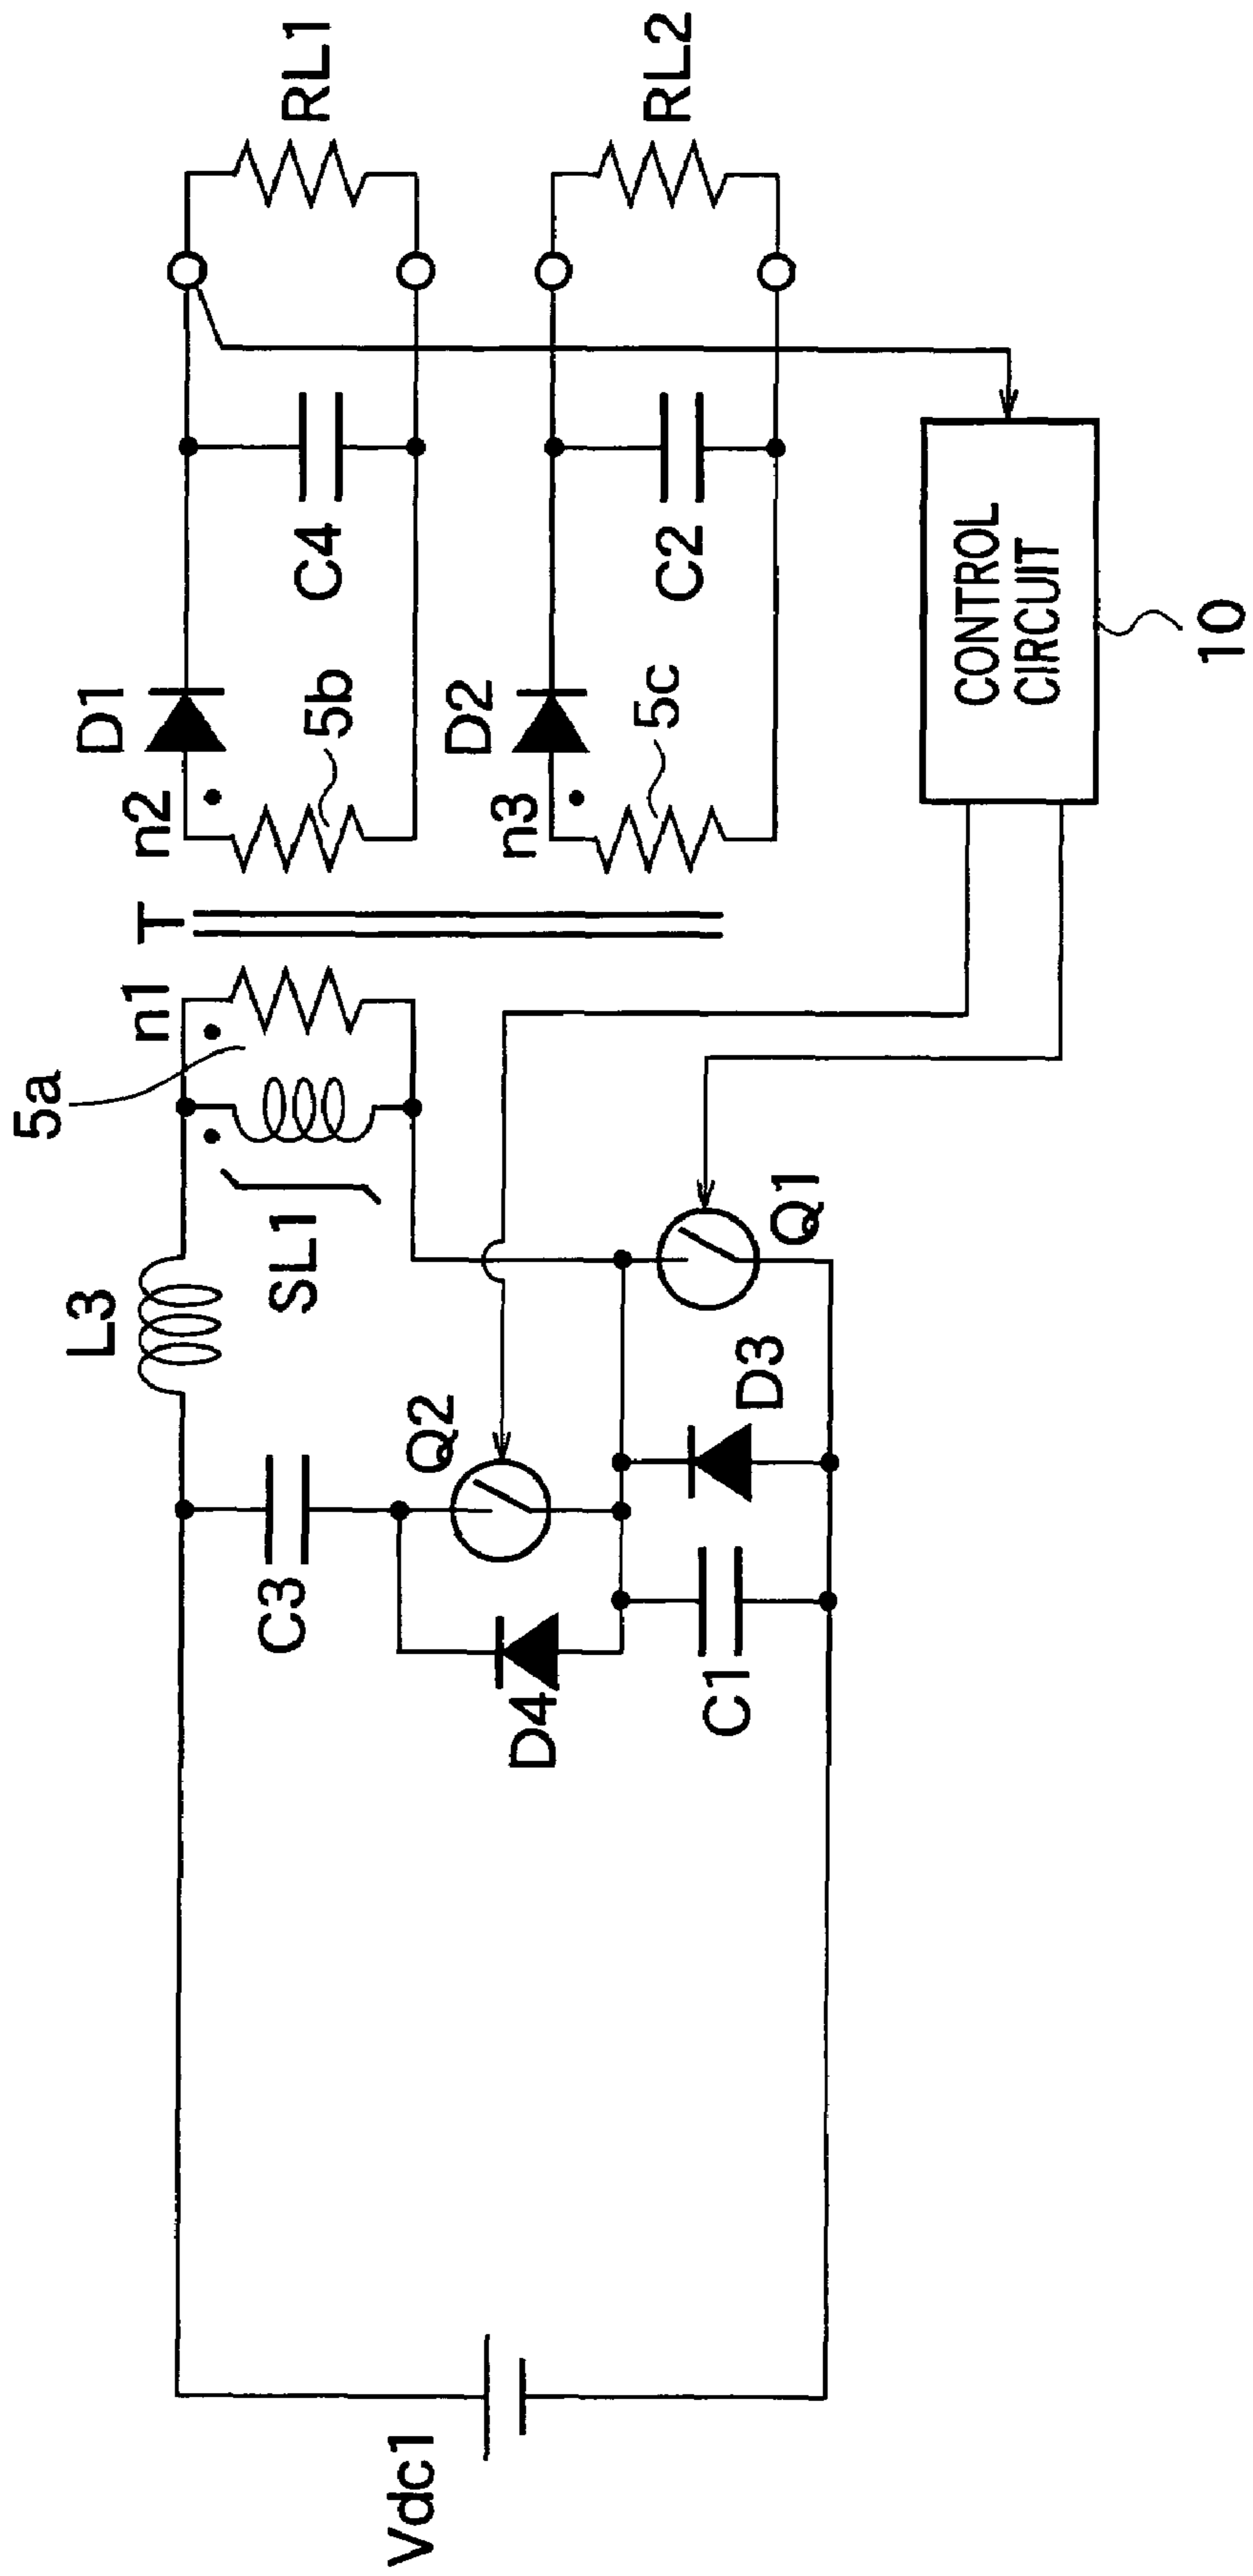 Vdc1
C3
D4
C1
Q2
D3
L3
SL1
Q1
5a
n1
T
n2
5b
n3
5c
D1
D2
C4
C2
RL1
RL2
CONTROL
CIRCUIT
10